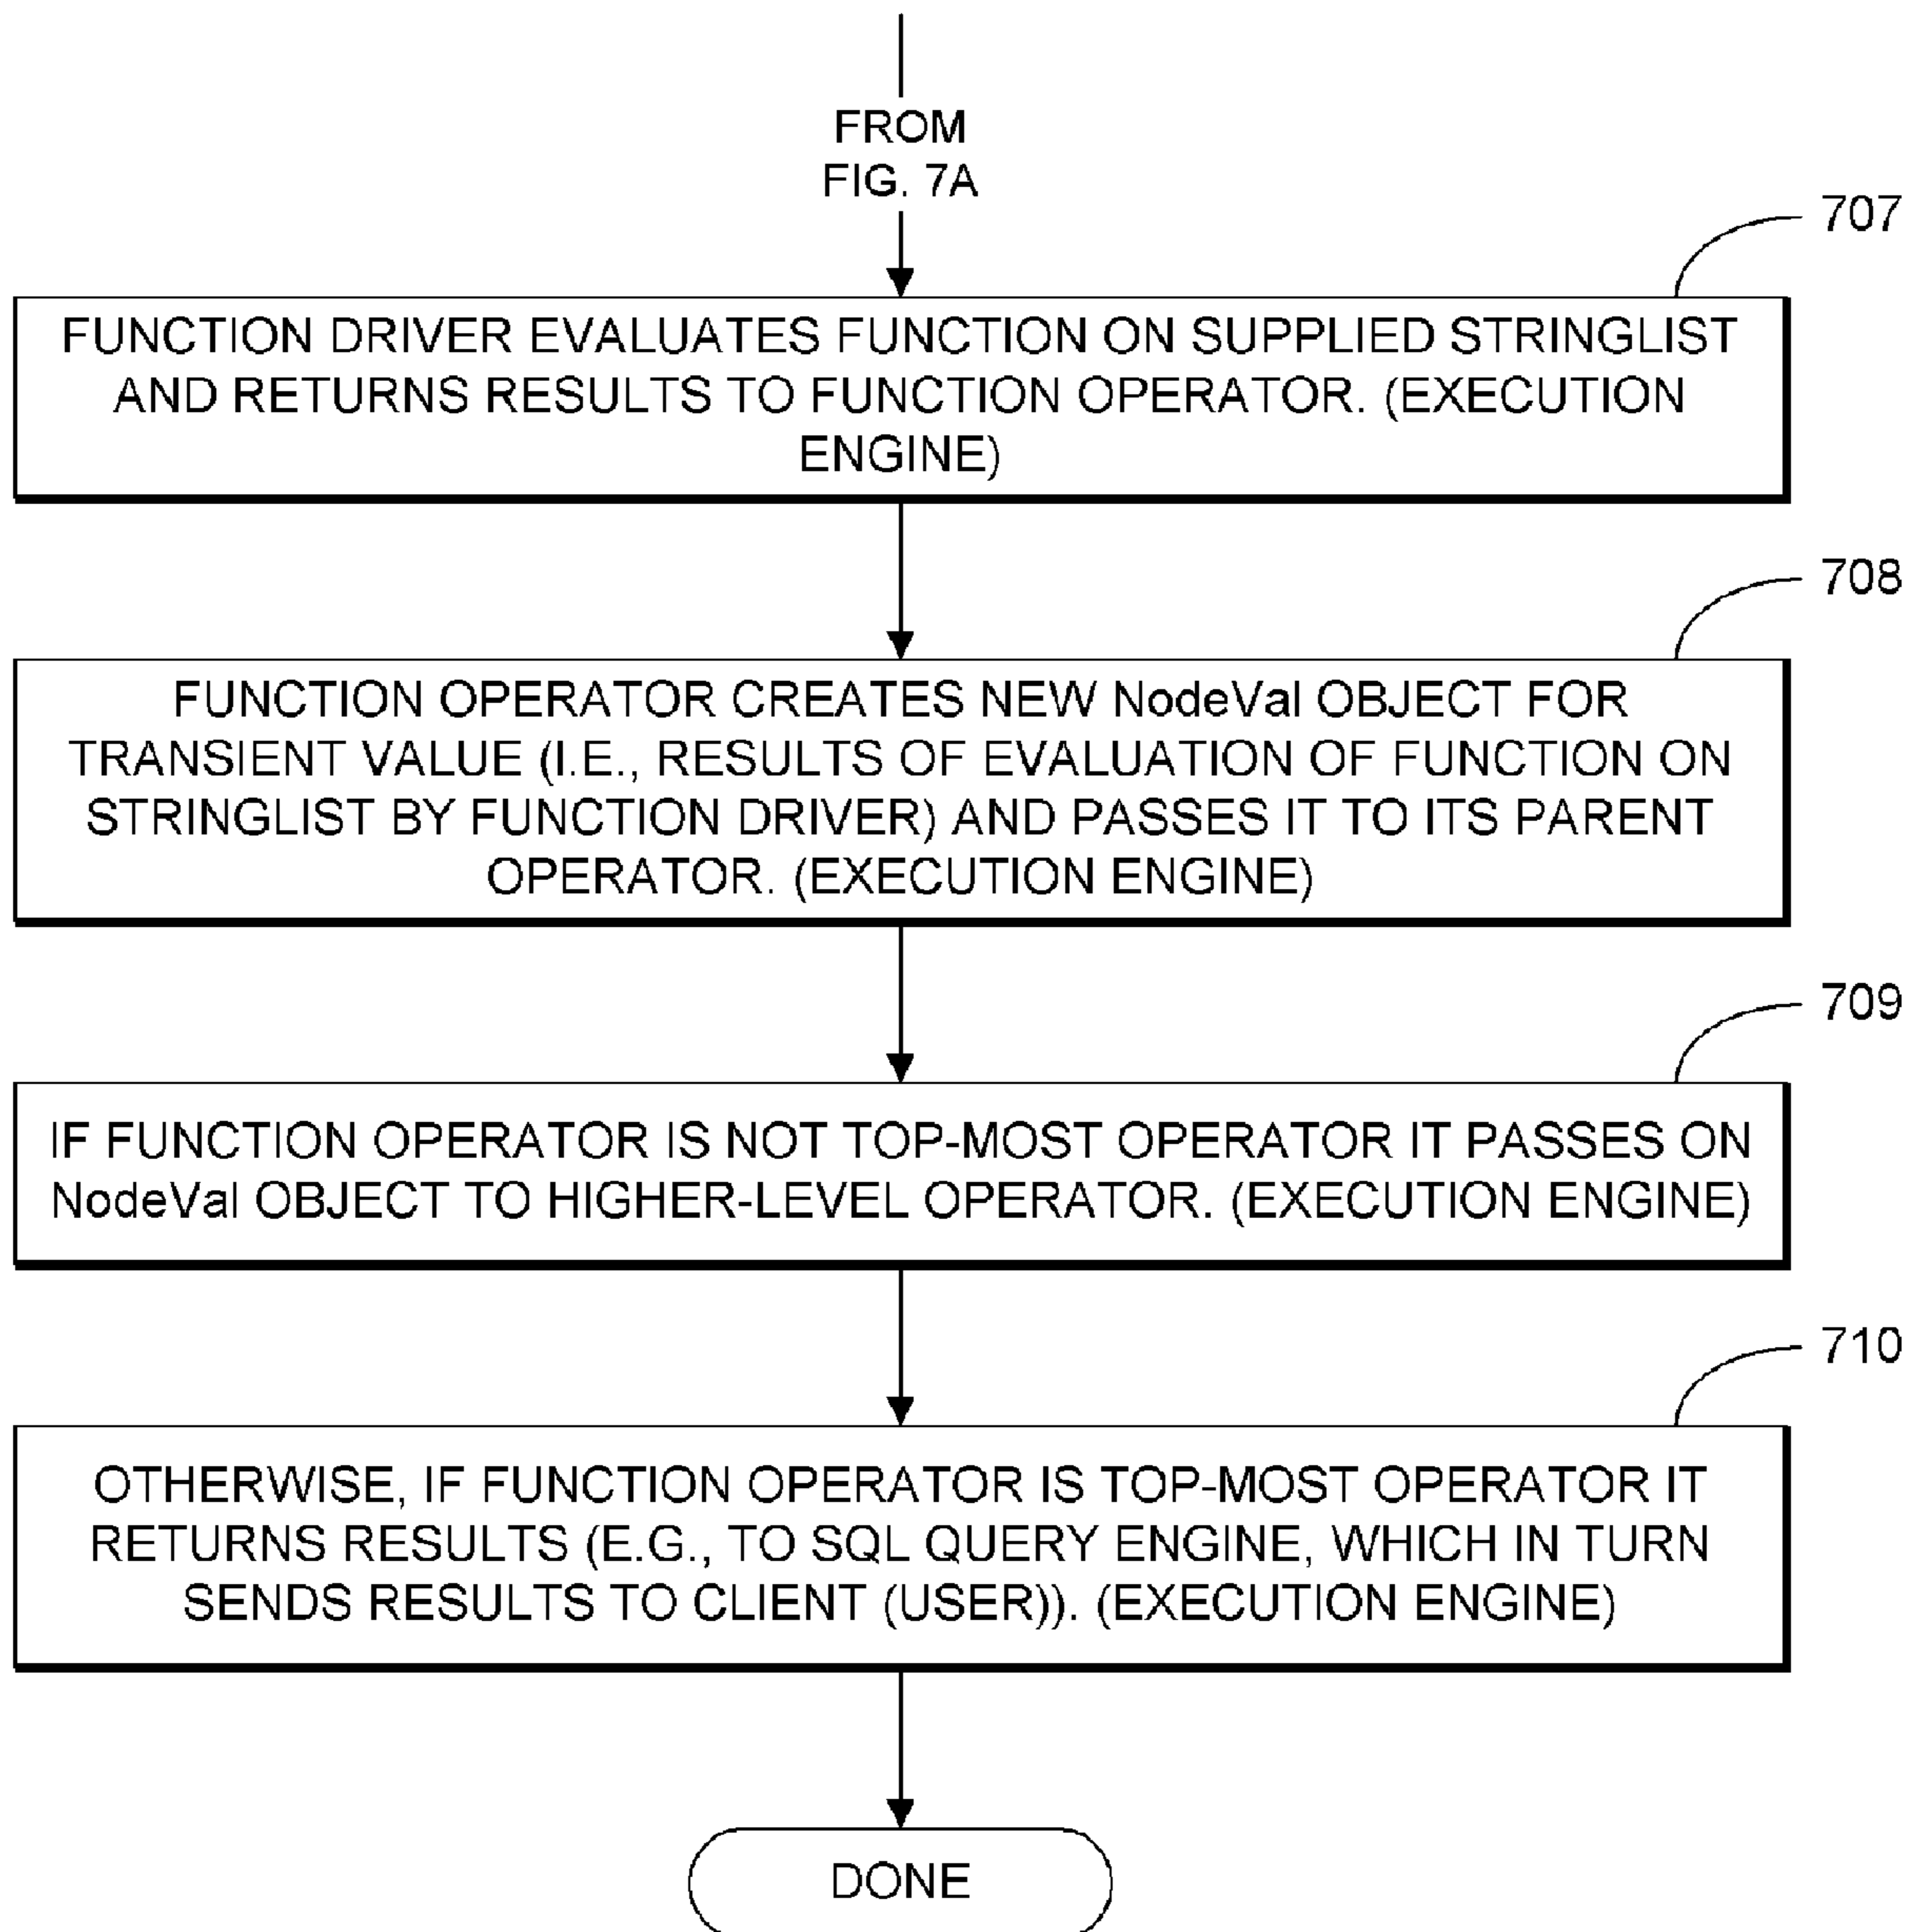 FROM
FIG. 7A
707
FUNCTION DRIVER EVALUATES FUNCTION ON SUPPLIED STRINGLIST
AND RETURNS RESULTS TO FUNCTION OPERATOR. (EXECUTION
ENGINE)
708
FUNCTION OPERATOR CREATES NEW NodeVal OBJECT FOR
TRANSIENT VALUE (I.E., RESULTS OF EVALUATION OF FUNCTION ON
STRINGLIST BY FUNCTION DRIVER) AND PASSES IT TO ITS PARENT
OPERATOR. (EXECUTION ENGINE)
709
IF FUNCTION OPERATOR IS NOT TOP-MOST OPERATOR IT PASSES ON
NodeVal OBJECT TO HIGHER-LEVEL OPERATOR. (EXECUTION ENGINE)
710
OTHERWISE, IF FUNCTION OPERATOR IS TOP-MOST OPERATOR IT
RETURNS RESULTS (E.G., TO SQL QUERY ENGINE, WHICH IN TURN
SENDS RESULTS TO CLIENT (USER)). (EXECUTION ENGINE)
DONE